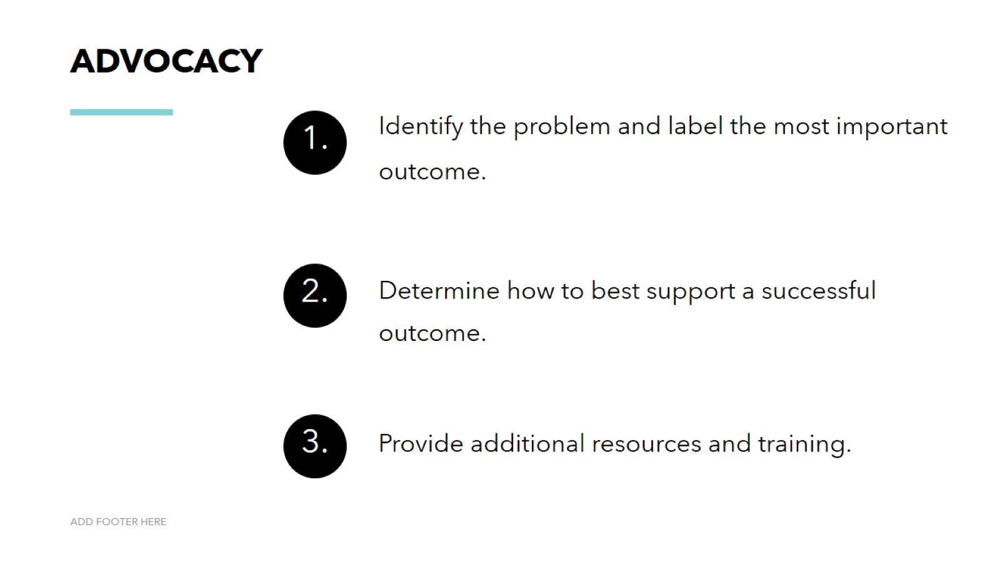 ADVOCACY
1. Identify the problem and label the most important
outcome.
2. Determine how to best support a successful
outcome.
3. Provide additional resources and training.
ADD FOOTER HERE